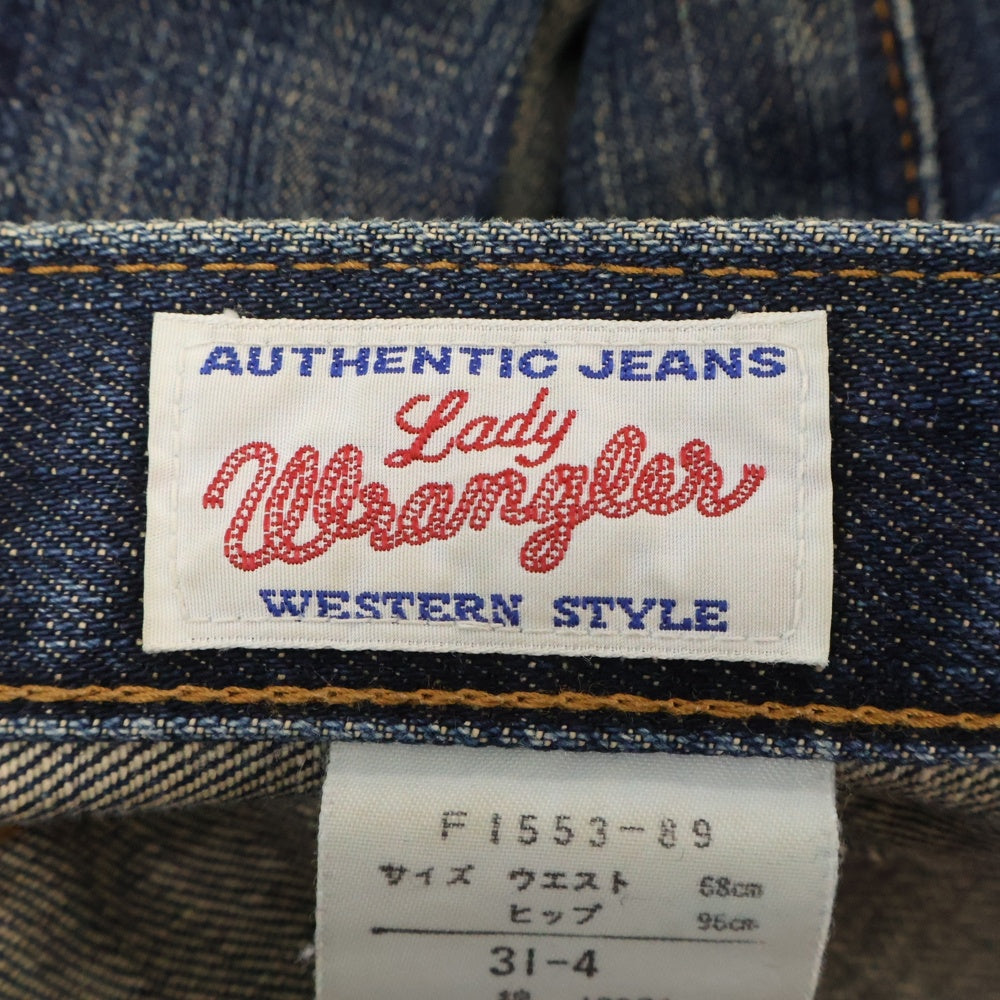 AUTHENTIC JEANS
Lady
Wrangler
WESTERN STYLE
F1553-89
サイズ ウエスト 68cm
ヒップ 96cm
31-4